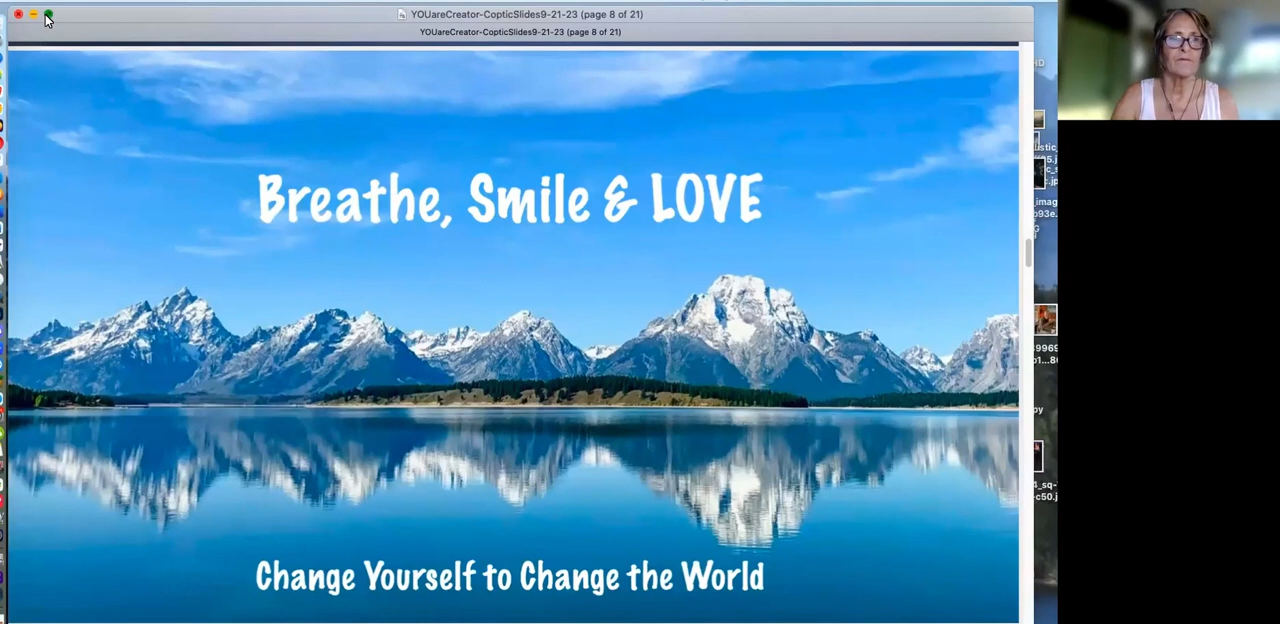 YOUareCreator-CopticSlides9-21-23 (page 8 of 21)
YOUareCreator-CopticSlides9-21-23 (page 8 of 21)
Breathe, Smile & LOVE
Change Yourself to Change the World
HD